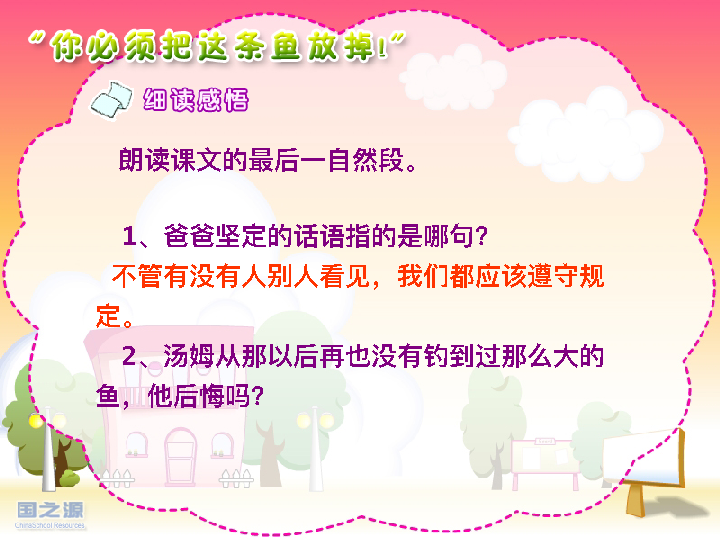 “你必须把这条鱼放掉!”
细读感悟
朗读课文的最后一自然段。
1、爸爸坚定的话语指的是哪句?
不管有没有人别人看见，我们都应该遵守规
定。
2、汤姆从那以后再也没有钓到过那么大的
鱼，他后悔吗?
国之源
ChinaSchool Resources